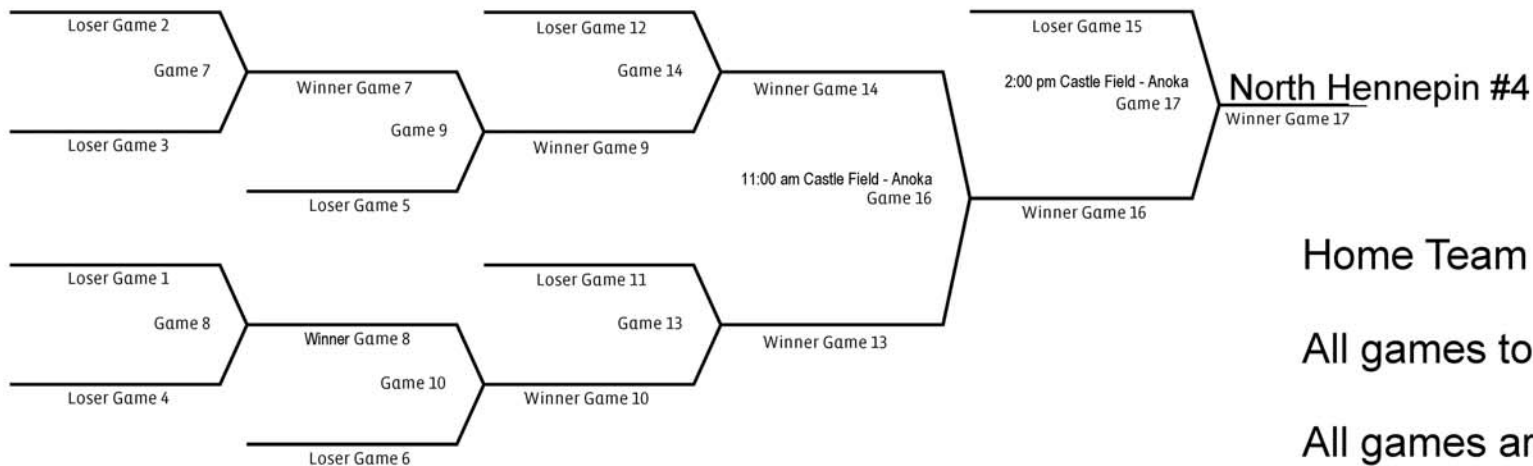 Loser Game 2
Game 7
Loser Game 3
Winner Game 7
Game 9
Loser Game 5
Loser Game 12
Game 14
Winner Game 9
Winner Game 14
11:00 am Castle Field - Anoka
Game 16
Loser Game 15
2:00 pm Castle Field - Anoka
Game 17
North Hennepin #4
Winner Game 17
Winner Game 16
Loser Game 1
Game 8
Loser Game 4
Winner Game 8
Game 10
Loser Game 6
Loser Game 11
Game 13
Winner Game 10
Winner Game 13
Home Team
All games to
All games ar